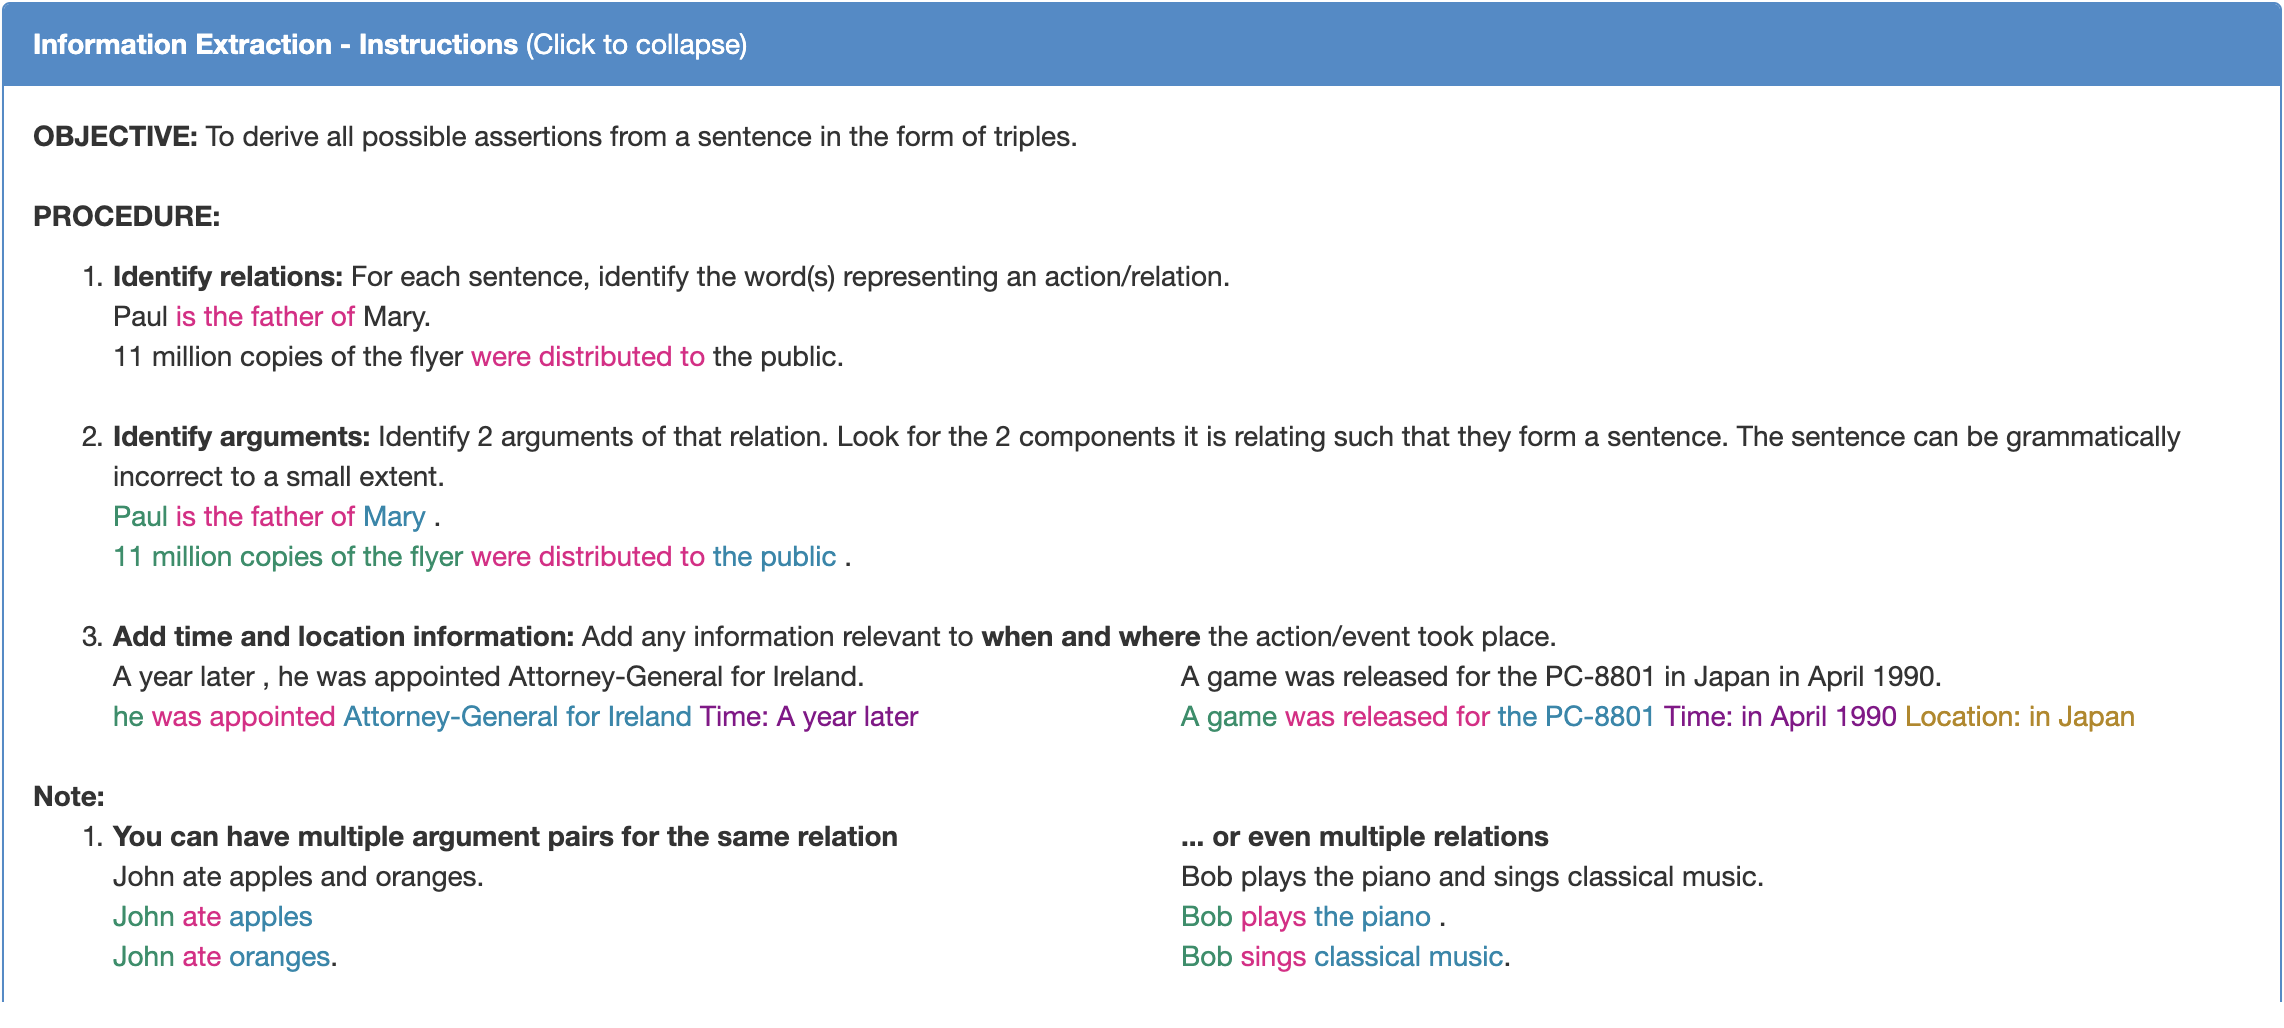 Information Extraction - Instructions (Click to collapse)
OBJECTIVE: To derive all possible assertions from a sentence in the form of triples.
PROCEDURE:
1. Identify relations: For each sentence, identify the word(s) representing an action/relation.
Paul is the father of Mary.
11 million copies of the flyer were distributed to the public.
2. Identify arguments: Identify 2 arguments of that relation. Look for the 2 components it is relating such that they form a sentence. The sentence can be grammatically
incorrect to a small extent.
Paul is the father of Mary .
11 million copies of the flyer were distributed to the public .
3. Add time and location information: Add any information relevant to when and where the action/event took place.
A year later , he was appointed Attorney-General for Ireland.
he was appointed Attorney-General for Ireland Time: A year later
A game was released for the PC-8801 in Japan in April 1990.
A game was released for the PC-8801 Time: in April 1990 Location: in Japan
Note:
1. You can have multiple argument pairs for the same relation
John ate apples and oranges.
John ate apples
John ate oranges.
... or even multiple relations
Bob plays the piano and sings classical music.
Bob plays the piano .
Bob sings classical music.